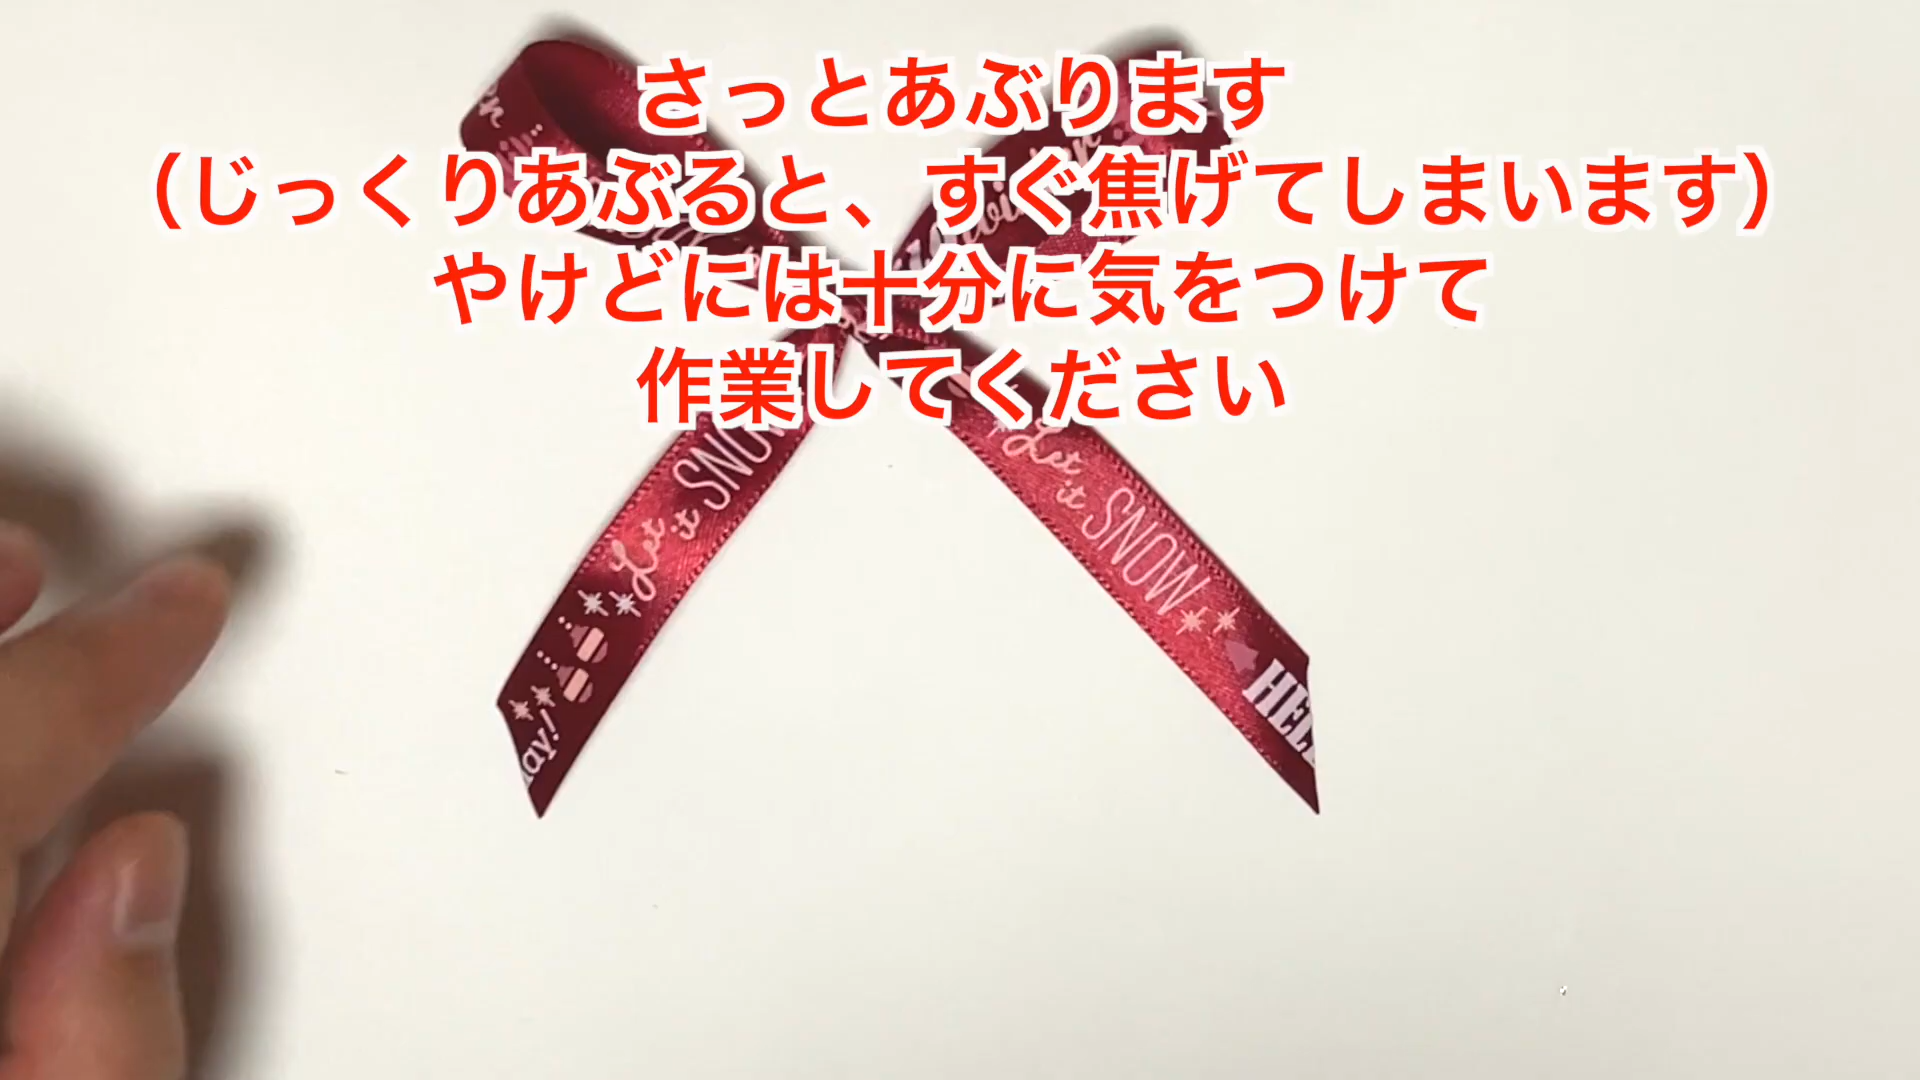 さっとあぶります
（じっくりあぶると、すぐ焦げてしまいます）
やけどには十分に気をつけて
作業してください
Let
it SNOW
Let
it SNOW